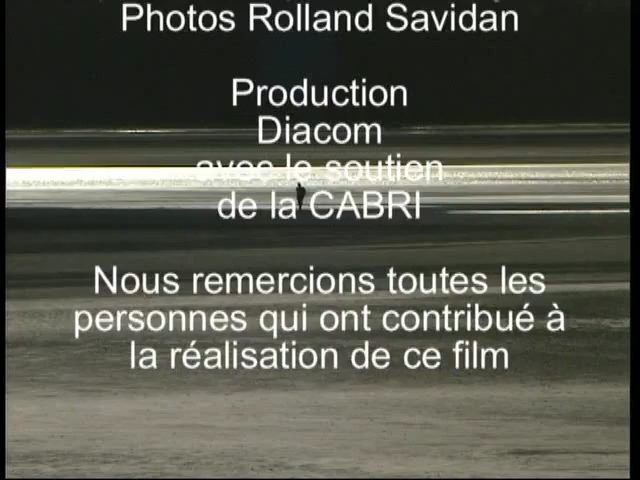 Photos Rolland Savidan
Production
Diacom
avec le soutien
de la CABRI
Nous remercions toutes les
personnes qui ont contribué à
la réalisation de ce film